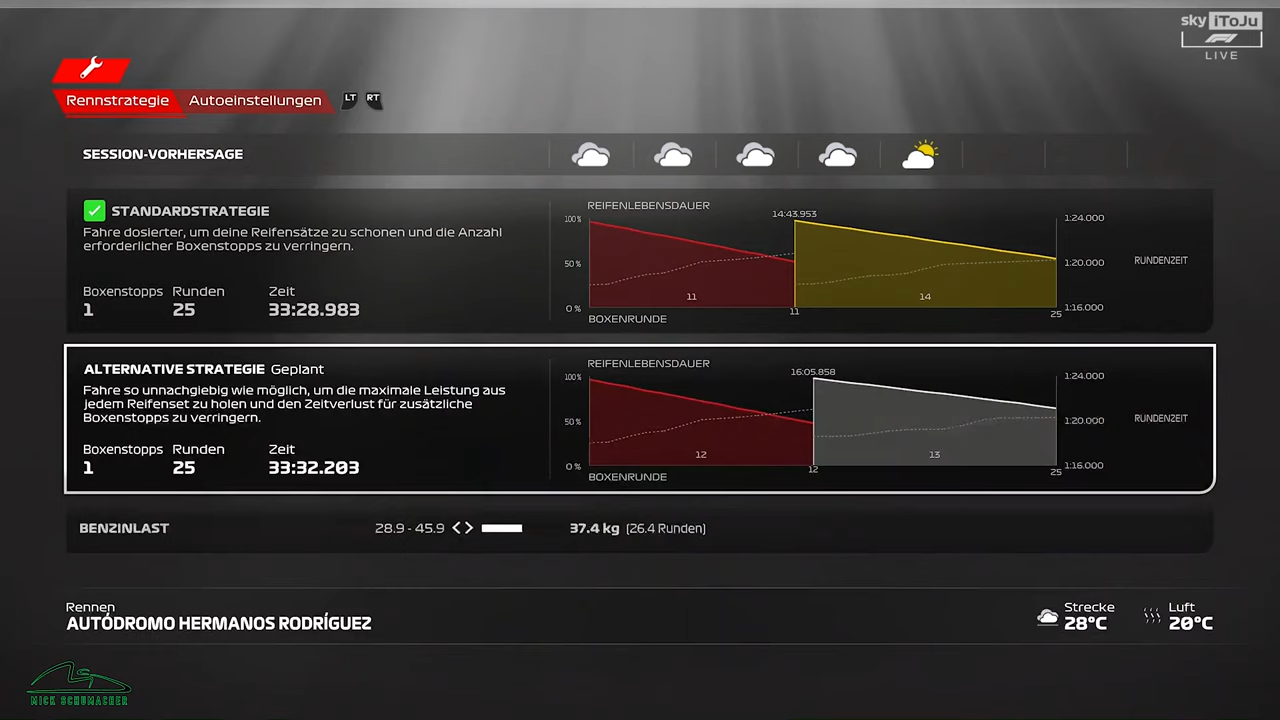 sky iToJu
F1
LIVE
Rennstrategie Autoeinstellungen LT RT
SESSION-VORHERSAGE
STANDARDSTRATEGIE
Fahre dosierter, um deine Reifensätze zu schonen und die Anzahl
erforderlicher Boxenstopps zu verringern.
Boxenstopps Runden Zeit
1 25 33:28.983
REIFENLEBENSDAUER
14:43.953
100% 1:24.000
50% 1:20.000 RUNDENZEIT
11 14
0% 1:16.000
11 25
BOXENRUNDE
ALTERNATIVE STRATEGIE Geplant
Fahre so unnachgiebig wie möglich, um die maximale Leistung aus
jedem Reifenset zu holen und den Zeitverlust für zusätzliche
Boxenstopps zu verringern.
Boxenstopps Runden Zeit
1 25 33:32.203
REIFENLEBENSDAUER
16:05.858
100% 1:24.000
50% 1:20.000 RUNDENZEIT
12 13
0% 1:16.000
12 25
BOXENRUNDE
BENZINLAST 28.9 - 45.9 <> 37.4 kg (26.4 Runden)
Rennen
AUTÓDROMO HERMANOS RODRÍGUEZ
Strecke
28°C
Luft
20°C
MICK SCHUMACHER